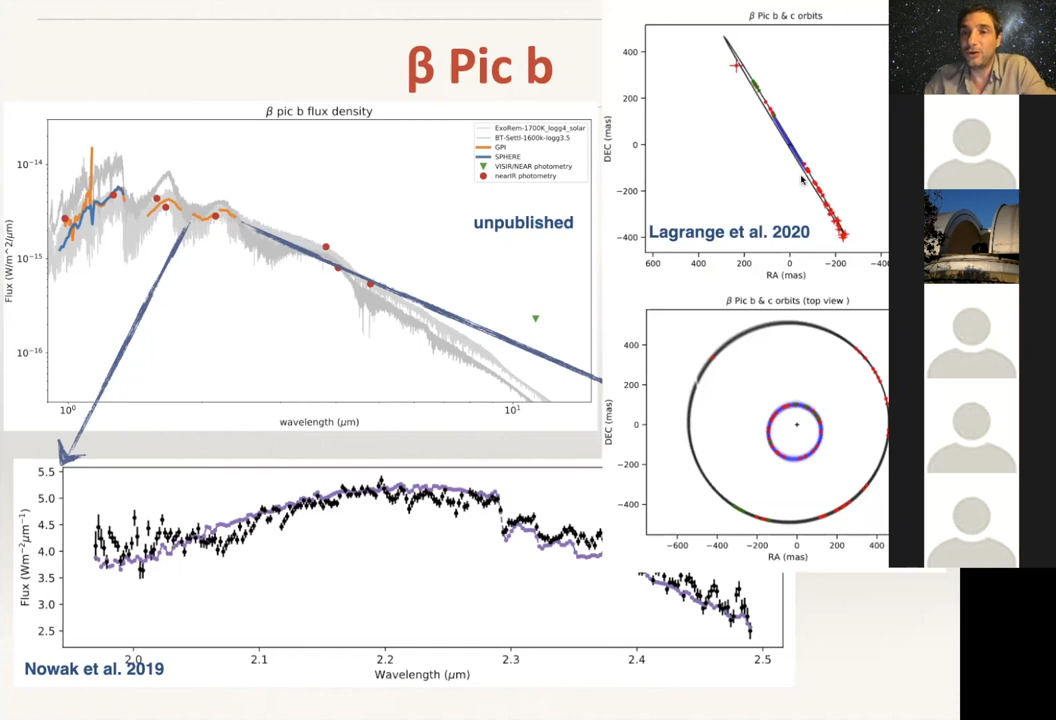 β Pic b
β pic b flux density
ExoRem-1700K_logg4_solar
BT-Settl-1600k-logg3.5
GPI
SPHERE
VISIR/NEAR photometry
nearIR photometry
unpublished
Flux (W/m^2/μm)
10⁻¹⁴
10⁻¹⁵
10⁻¹⁶
10⁰
10¹
wavelength (μm)
β Pic b & c orbits
DEC (mas)
400
200
0
−200
−400
Lagrange et al. 2020
600
400
200
0
−200
−400
RA (mas)
β Pic b & c orbits (top view )
DEC (mas)
400
200
0
−200
−400
−600
−400
−200
0
200
400
RA (mas)
Flux (Wm⁻²μm⁻¹)
5.5
5.0
4.5
4.0
3.5
3.0
2.5
2.0
2.1
2.2
2.3
2.4
2.5
Wavelength (μm)
Nowak et al. 2019